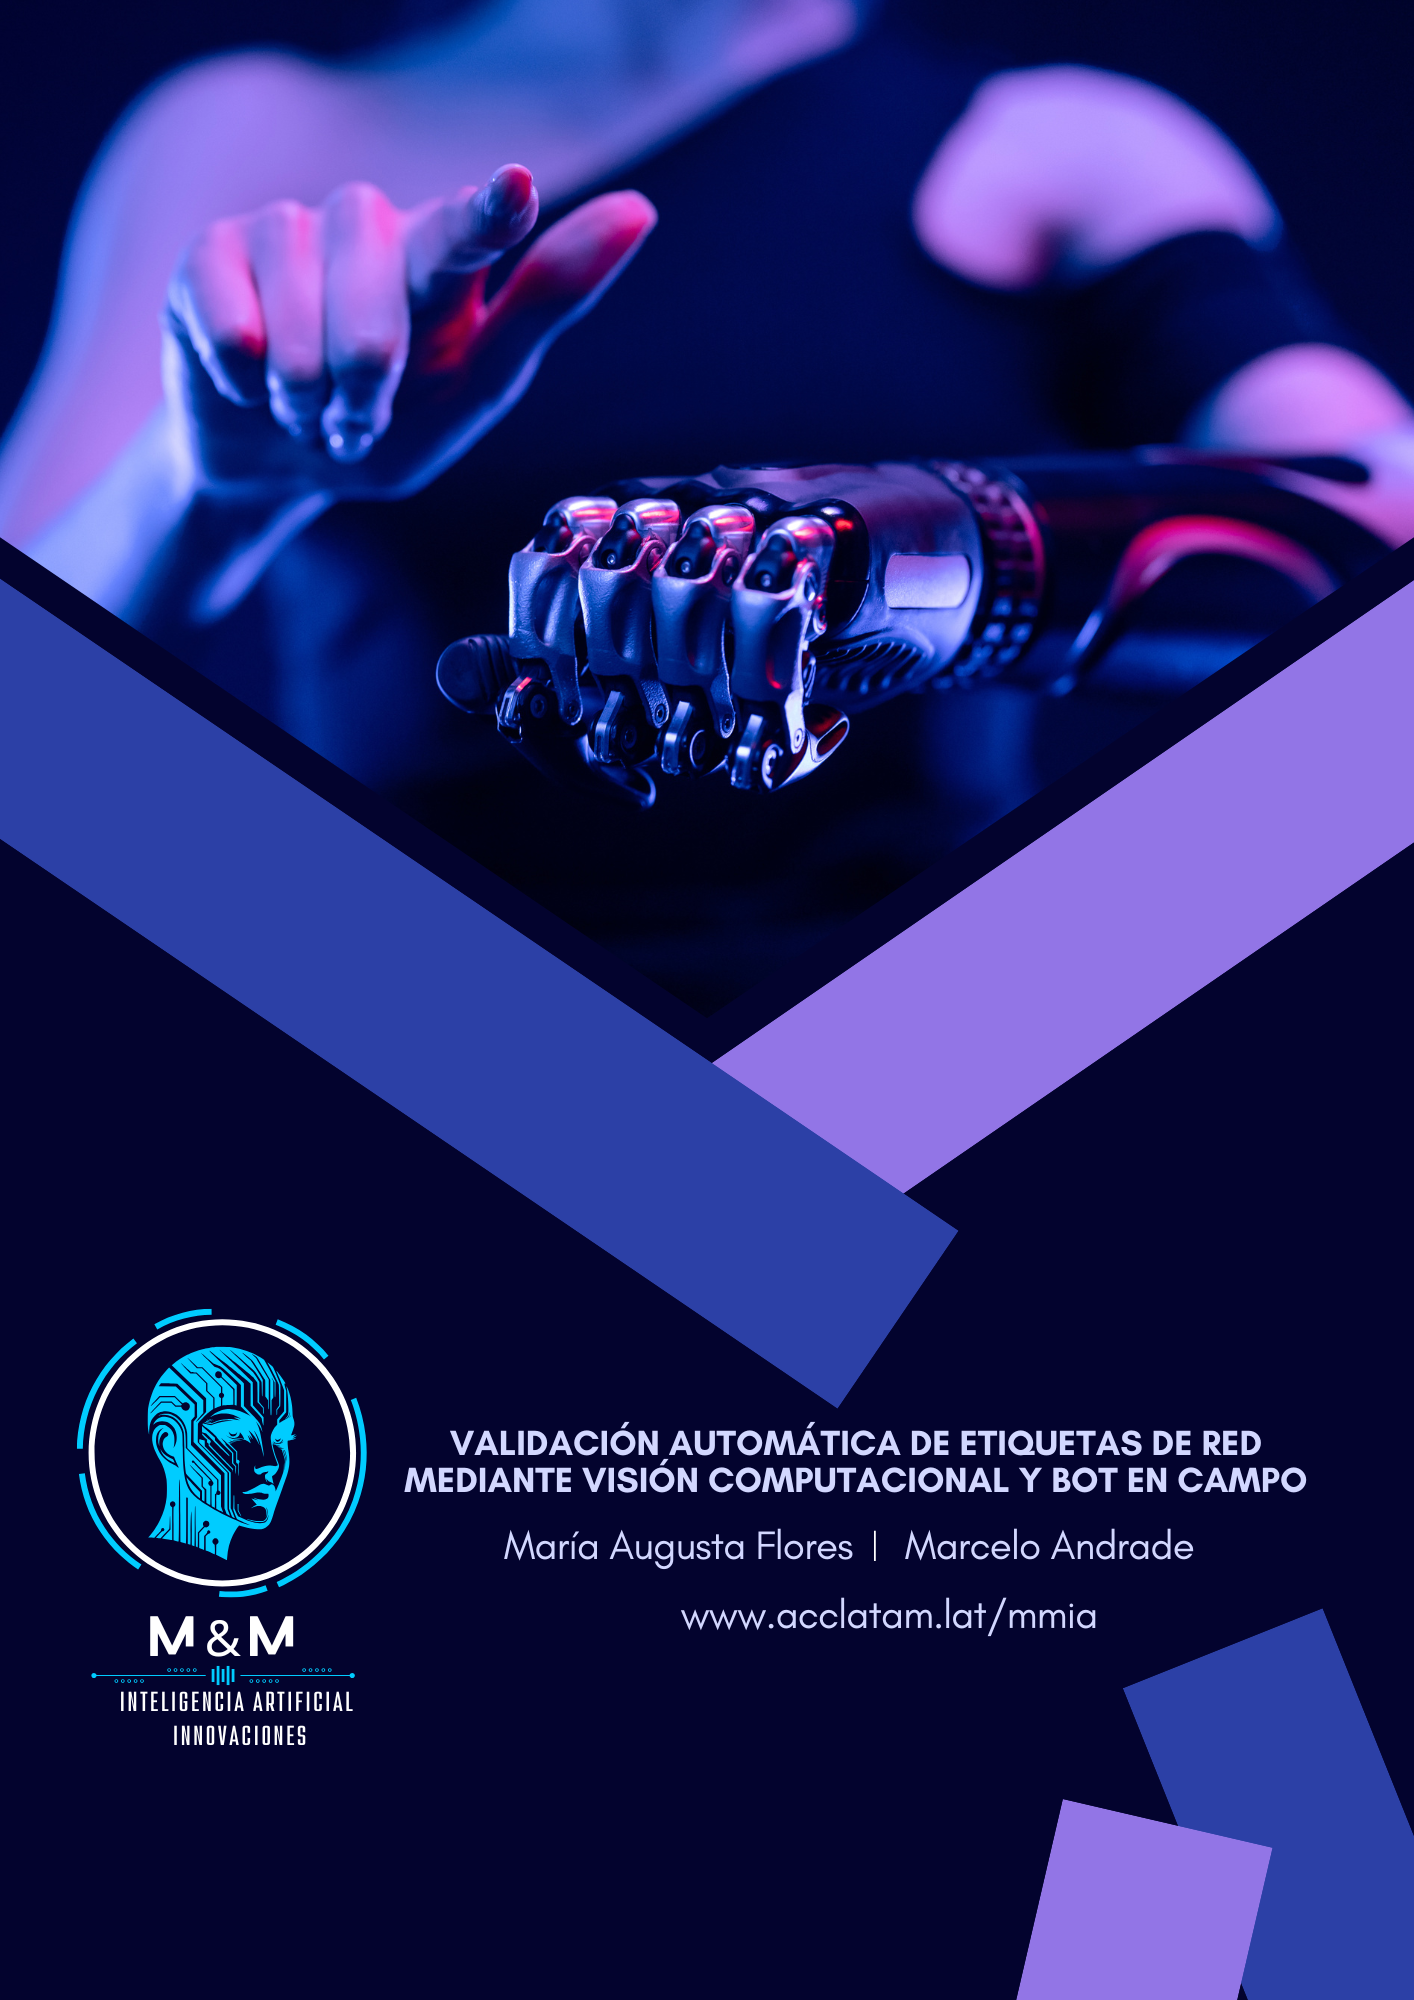 VALIDACIÓN AUTOMÁTICA DE ETIQUETAS DE RED
MEDIANTE VISIÓN COMPUTACIONAL Y BOT EN CAMPO
María Augusta Flores | Marcelo Andrade
www.acclatam.lat/mmia
M & M
INTELIGENCIA ARTIFICIAL
INNOVACIONES